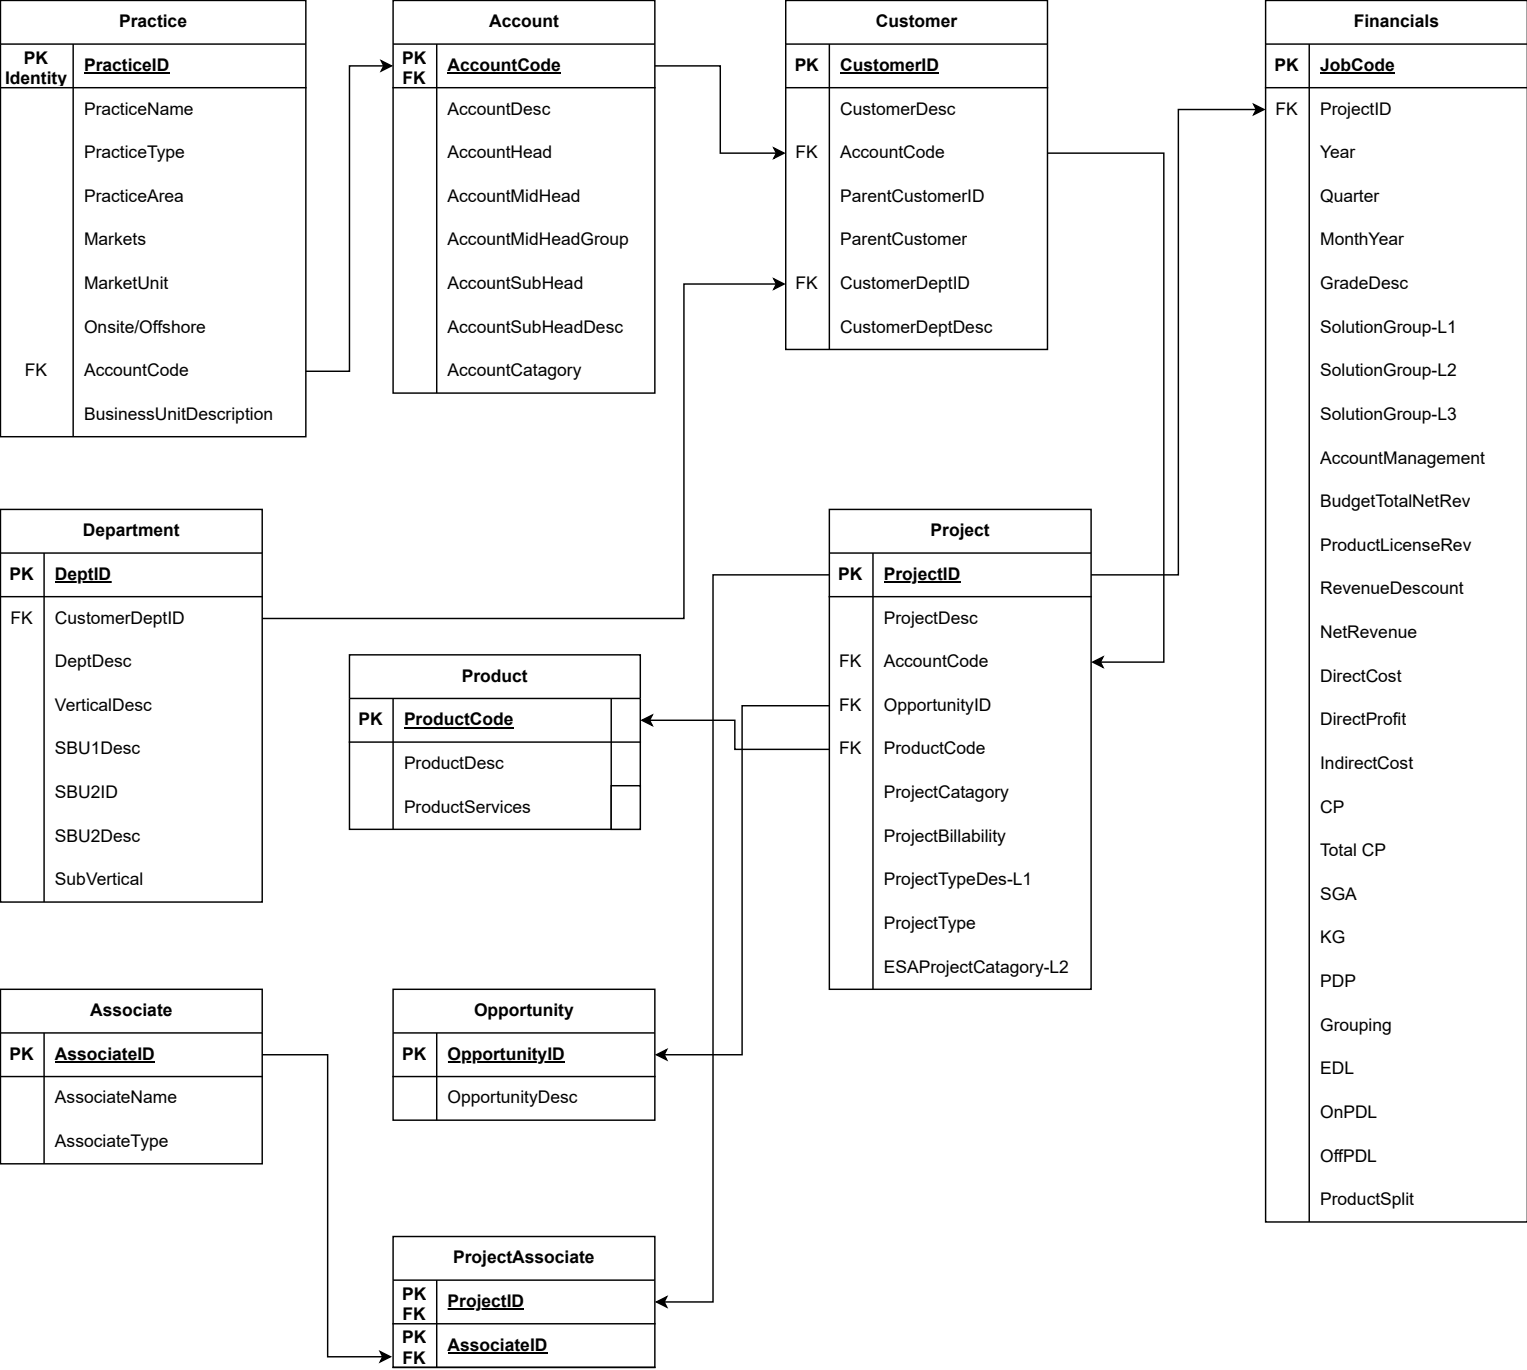 Practice
PK
Identity
PracticeID
PracticeName
PracticeType
PracticeArea
Markets
MarketUnit
Onsite/Offshore
FK AccountCode
BusinessUnitDescription
Account
PK
FK
AccountCode
AccountDesc
AccountHead
AccountMidHead
AccountMidHeadGroup
AccountSubHead
AccountSubHeadDesc
AccountCatagory
Customer
PK CustomerID
CustomerDesc
FK AccountCode
ParentCustomerID
ParentCustomer
FK CustomerDeptID
CustomerDeptDesc
Financials
PK JobCode
FK ProjectID
Year
Quarter
MonthYear
GradeDesc
SolutionGroup-L1
SolutionGroup-L2
SolutionGroup-L3
AccountManagement
BudgetTotalNetRev
ProductLicenseRev
RevenueDescount
NetRevenue
DirectCost
DirectProfit
IndirectCost
CP
Total CP
SGA
KG
PDP
Grouping
EDL
OnPDL
OffPDL
ProductSplit
Department
PK DeptID
FK CustomerDeptID
DeptDesc
VerticalDesc
SBU1Desc
SBU2ID
SBU2Desc
SubVertical
Product
PK ProductCode
ProductDesc
ProductServices
Project
PK ProjectID
ProjectDesc
FK AccountCode
FK OpportunityID
FK ProductCode
ProjectCatagory
ProjectBillability
ProjectTypeDes-L1
ProjectType
ESAProjectCatagory-L2
Associate
PK AssociateID
AssociateName
AssociateType
Opportunity
PK OpportunityID
OpportunityDesc
ProjectAssociate
PK
FK
ProjectID
PK
FK
AssociateID